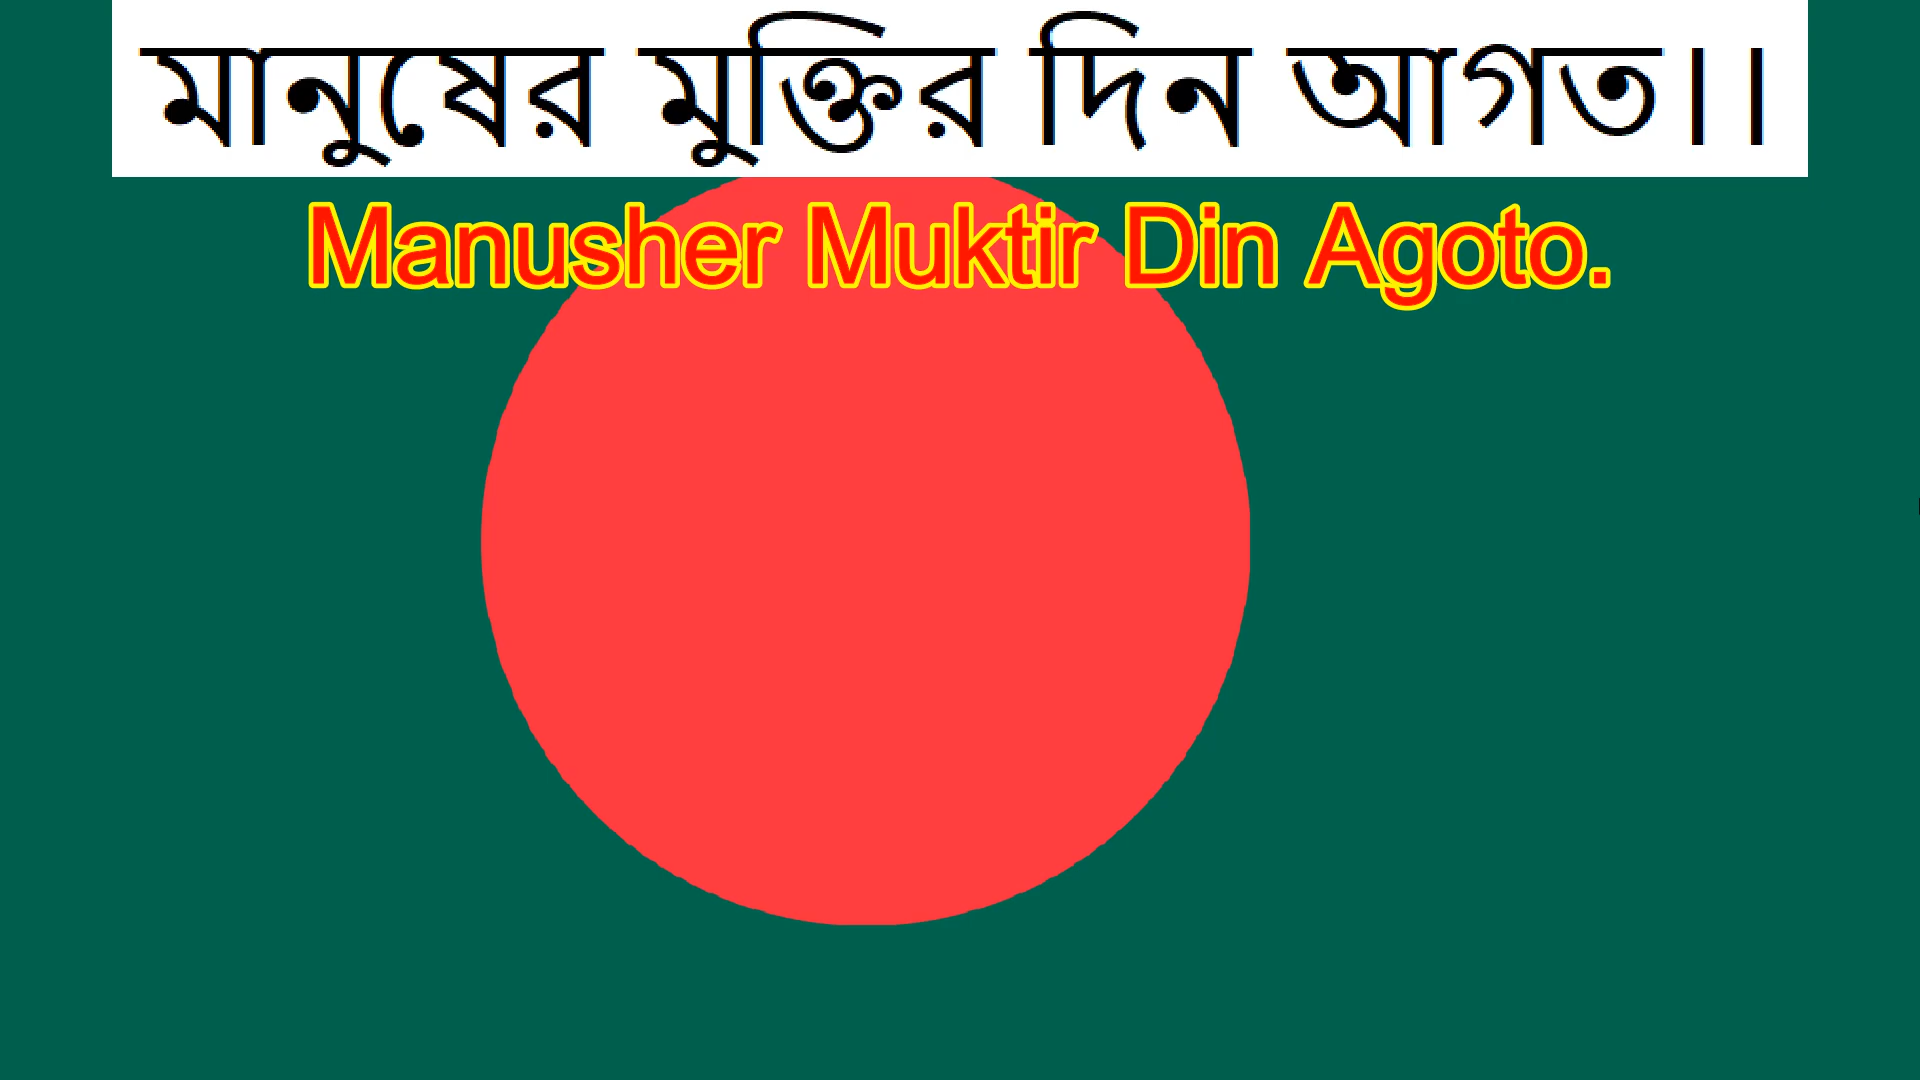 মানুষের মুক্তির দিন আগত।।
Manusher Muktir Din Agoto.